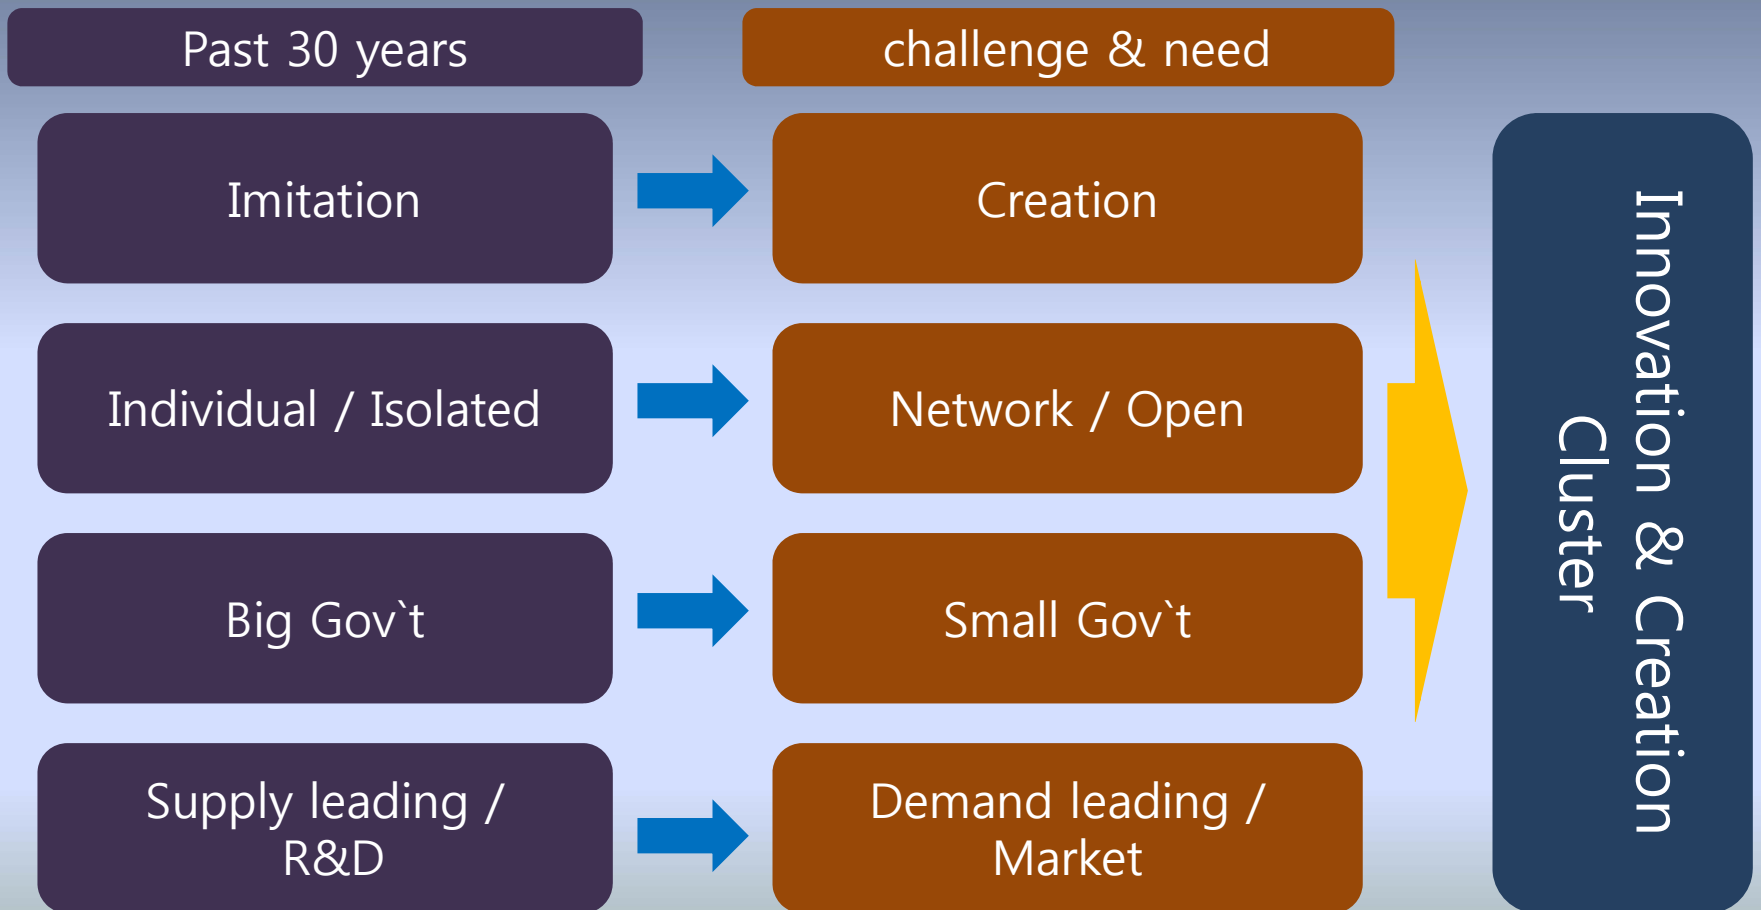 Past 30 years
challenge & need
Imitation
Creation
Individual / Isolated
Network / Open
Big Gov`t
Small Gov`t
Supply leading /
R&D
Demand leading /
Market
Innovation & Creation
Cluster